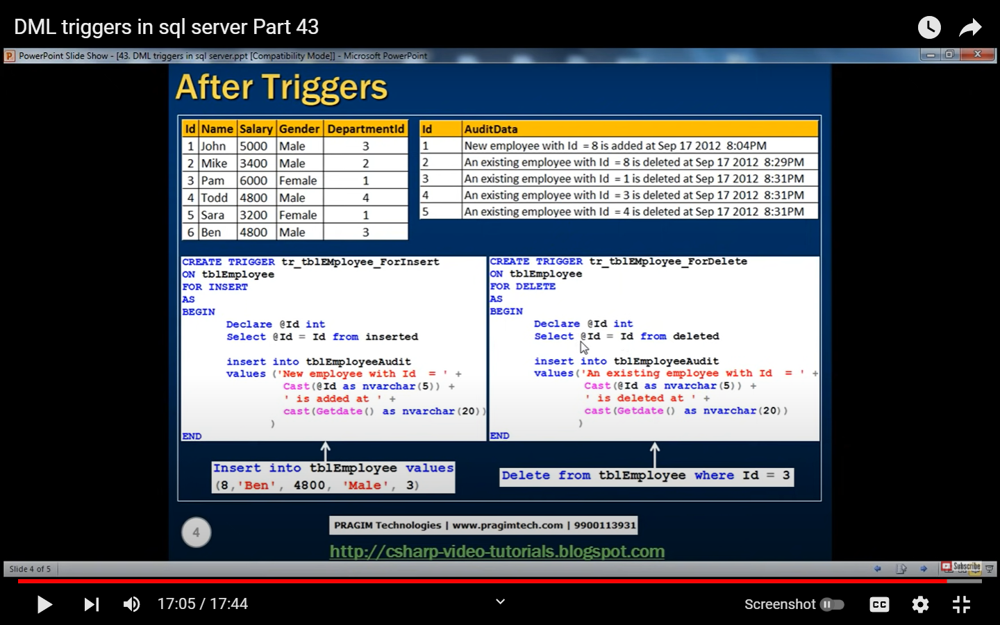 DML triggers in sql server Part 43
PowerPoint Slide Show - [43. DML triggers in sql server.ppt [Compatibility Mode]] - Microsoft PowerPoint
After Triggers
Id Name Salary Gender DepartmentId
1 John 5000 Male 3
2 Mike 3400 Male 2
3 Pam 6000 Female 1
4 Todd 4800 Male 4
5 Sara 3200 Female 1
6 Ben 4800 Male 3
Id AuditData
1 New employee with Id = 8 is added at Sep 17 2012 8:04PM
2 An existing employee with Id = 8 is deleted at Sep 17 2012 8:29PM
3 An existing employee with Id = 1 is deleted at Sep 17 2012 8:31PM
4 An existing employee with Id = 3 is deleted at Sep 17 2012 8:31PM
5 An existing employee with Id = 4 is deleted at Sep 17 2012 8:31PM
CREATE TRIGGER tr_tblEMployee_ForInsert
ON tblEmployee
FOR INSERT
AS
BEGIN
Declare @Id int
Select @Id = Id from inserted
insert into tblEmployeeAudit
values ('New employee with Id  = ' +
Cast(@Id as nvarchar(5)) +
' is added at ' +
cast(Getdate() as nvarchar(20))
)
END
Insert into tblEmployee values
(8,'Ben', 4800, 'Male', 3)
CREATE TRIGGER tr_tblEMployee_ForDelete
ON tblEmployee
FOR DELETE
AS
BEGIN
Declare @Id int
Select @Id = Id from deleted
insert into tblEmployeeAudit
values('An existing employee with Id  = ' +
Cast(@Id as nvarchar(5)) +
' is deleted at ' +
cast(Getdate() as nvarchar(20))
)
END
Delete from tblEmployee where Id = 3
4
PRAGIM Technologies | www.pragimtech.com | 9900113931
http://csharp-video-tutorials.blogspot.com
Slide 4 of 5
Subscribe
17:05 / 17:44
Screenshot
CC